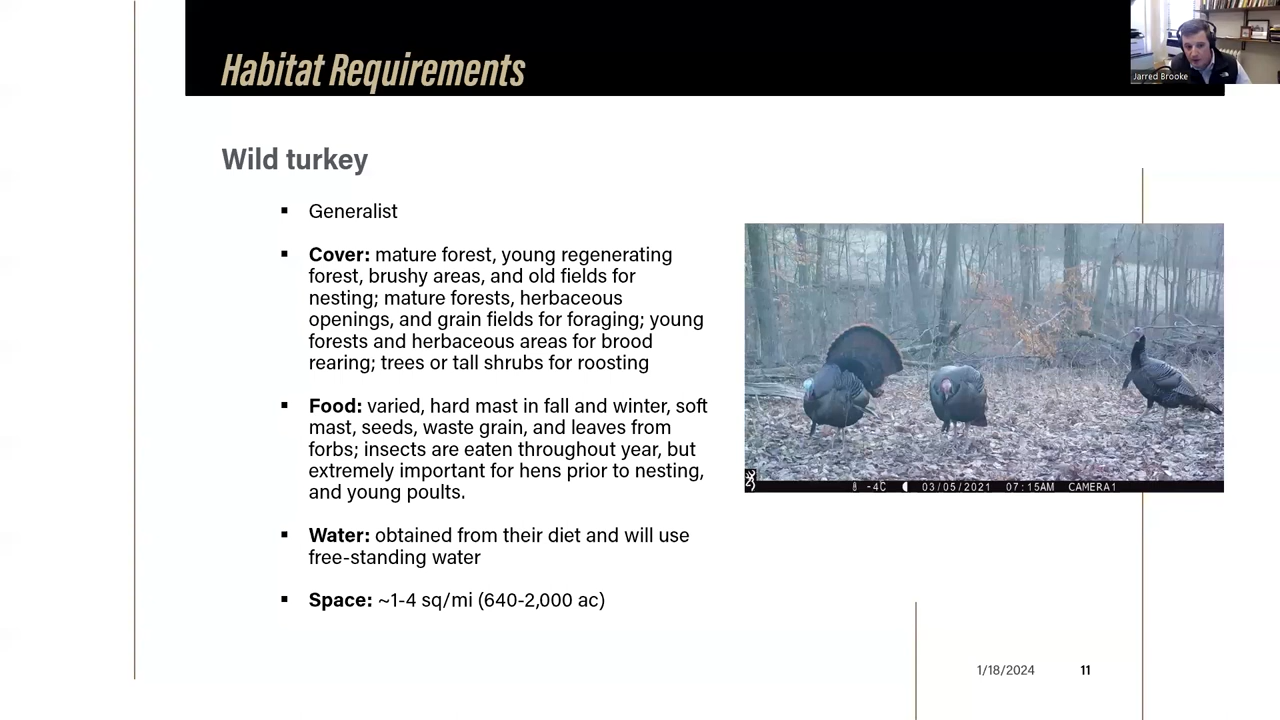 Habitat Requirements
Jarred Brooke
Wild turkey
▪ Generalist
▪ Cover: mature forest, young regenerating
forest, brushy areas, and old fields for
nesting; mature forests, herbaceous
openings, and grain fields for foraging; young
forests and herbaceous areas for brood
rearing; trees or tall shrubs for roosting
▪ Food: varied, hard mast in fall and winter, soft
mast, seeds, waste grain, and leaves from
forbs; insects are eaten throughout year, but
extremely important for hens prior to nesting,
and young poults.
▪ Water: obtained from their diet and will use
free-standing water
▪ Space: ~1-4 sq/mi (640-2,000 ac)
-4C 03/05/2021 07:15AM CAMERA1
1/18/2024 11